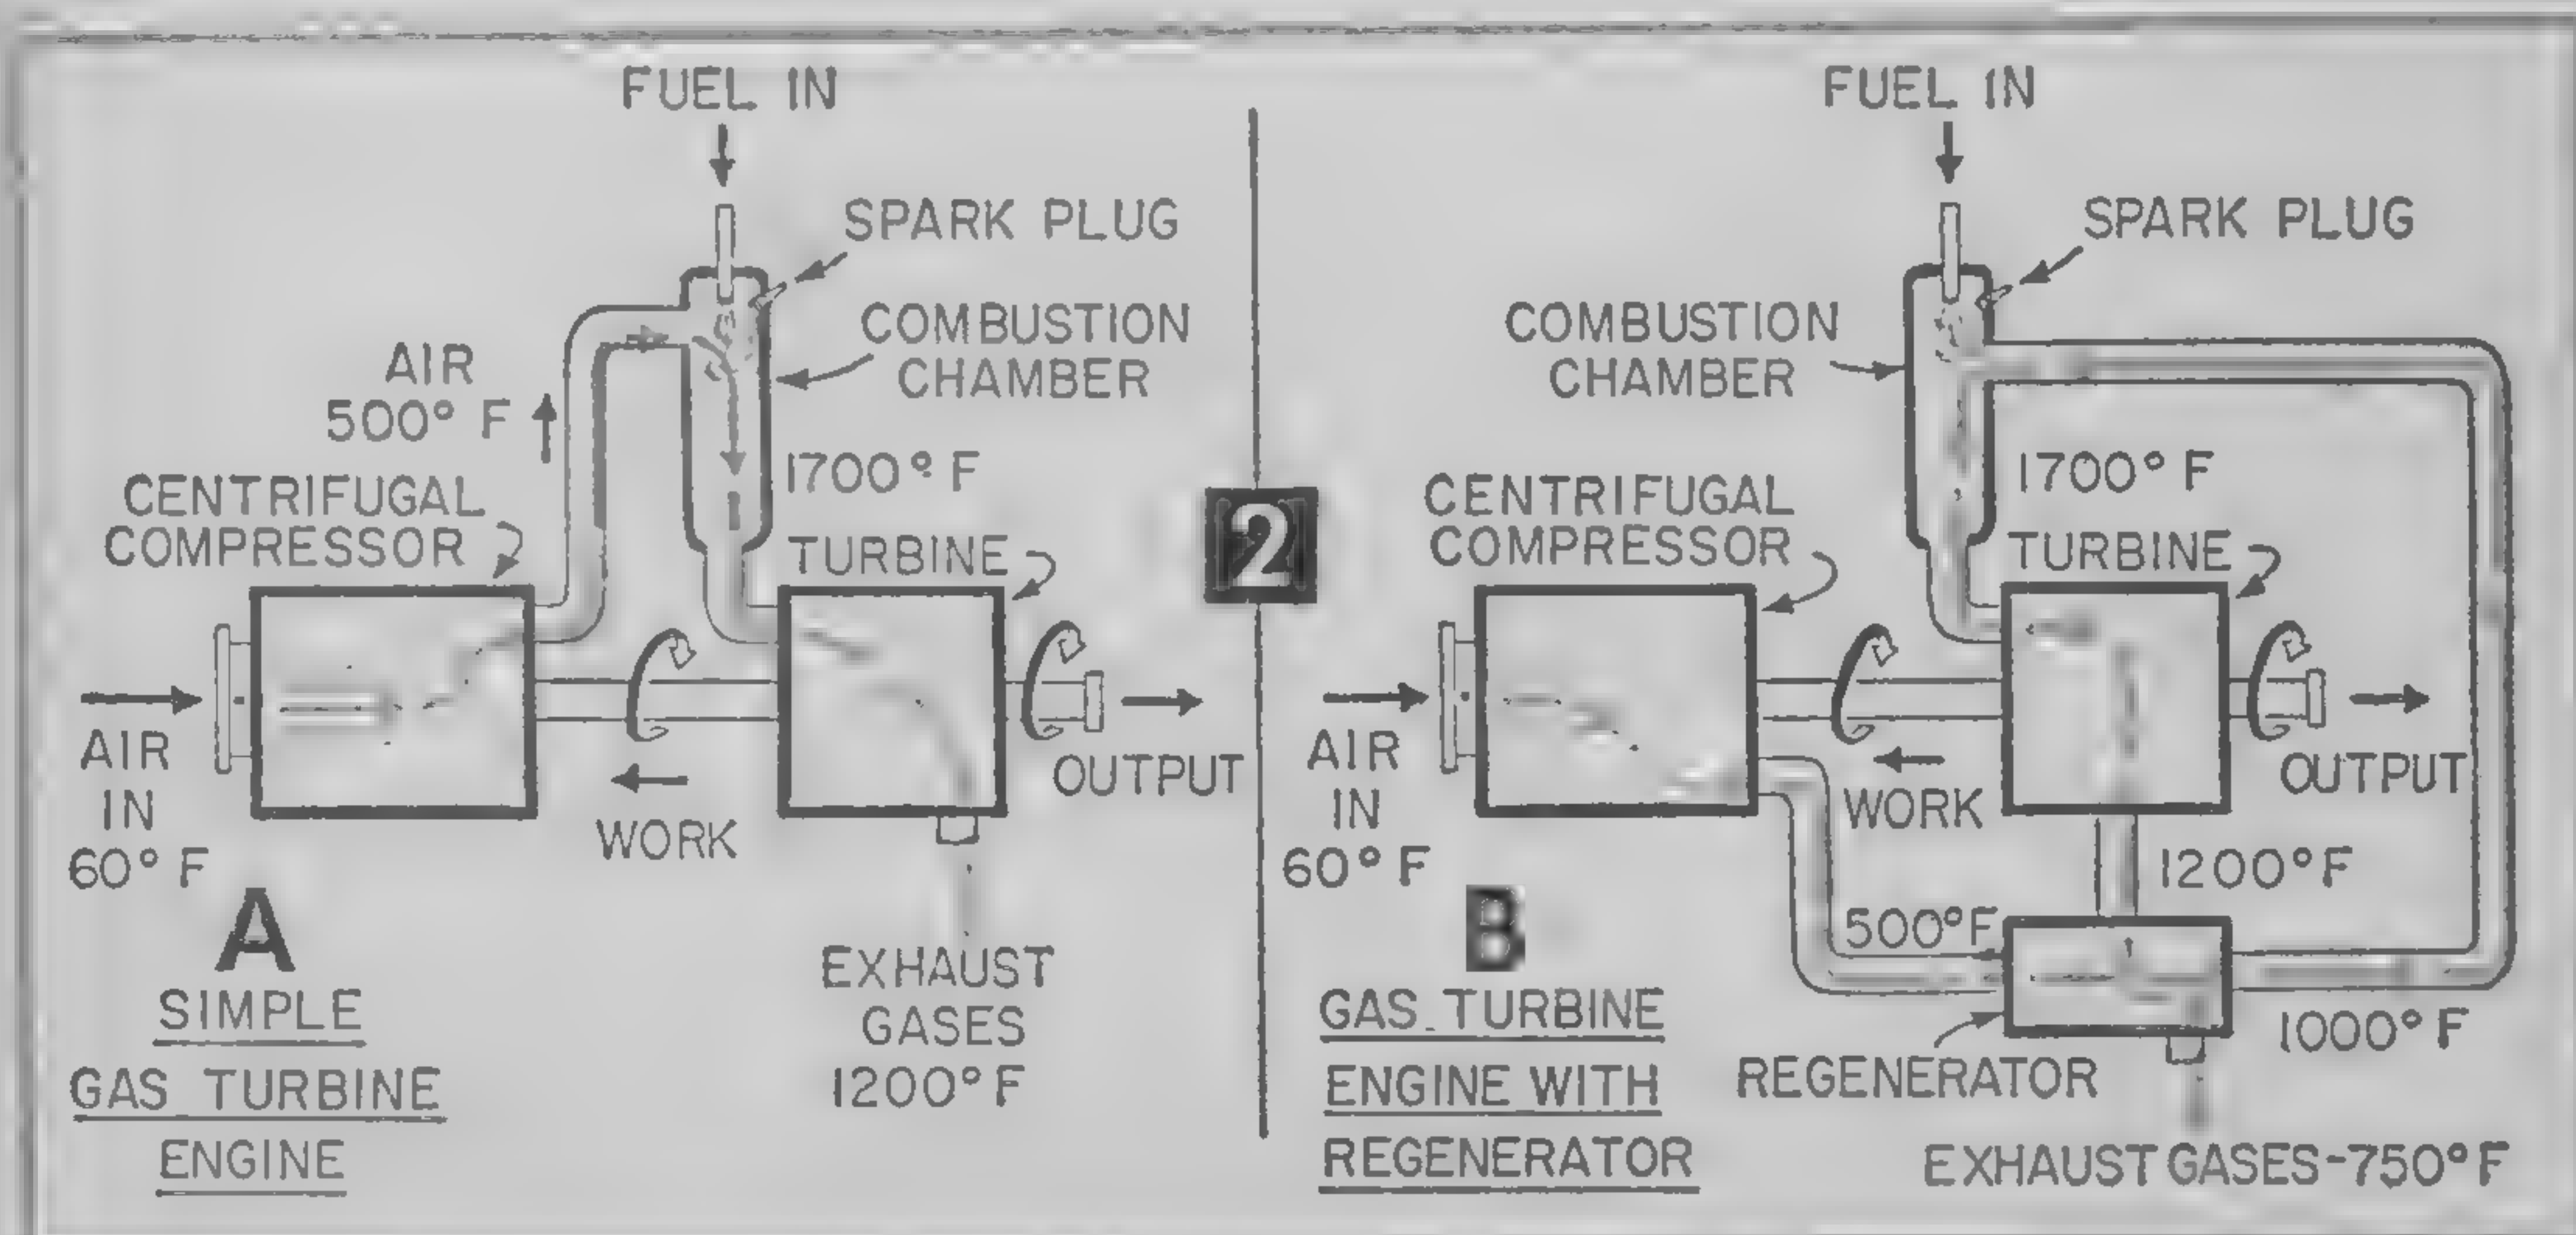 FUEL IN
SPARK PLUG
COMBUSTION
CHAMBER
AIR
500° F
1700° F
CENTRIFUGAL
COMPRESSOR
TURBINE
AIR
IN
60° F
WORK
OUTPUT
EXHAUST
GASES
1200° F
A
SIMPLE
GAS TURBINE
ENGINE
2
FUEL IN
SPARK PLUG
COMBUSTION
CHAMBER
1700° F
CENTRIFUGAL
COMPRESSOR
TURBINE
AIR
IN
60° F
WORK
OUTPUT
1200° F
500° F
1000° F
REGENERATOR
EXHAUST GASES-750° F
B
GAS TURBINE
ENGINE WITH
REGENERATOR